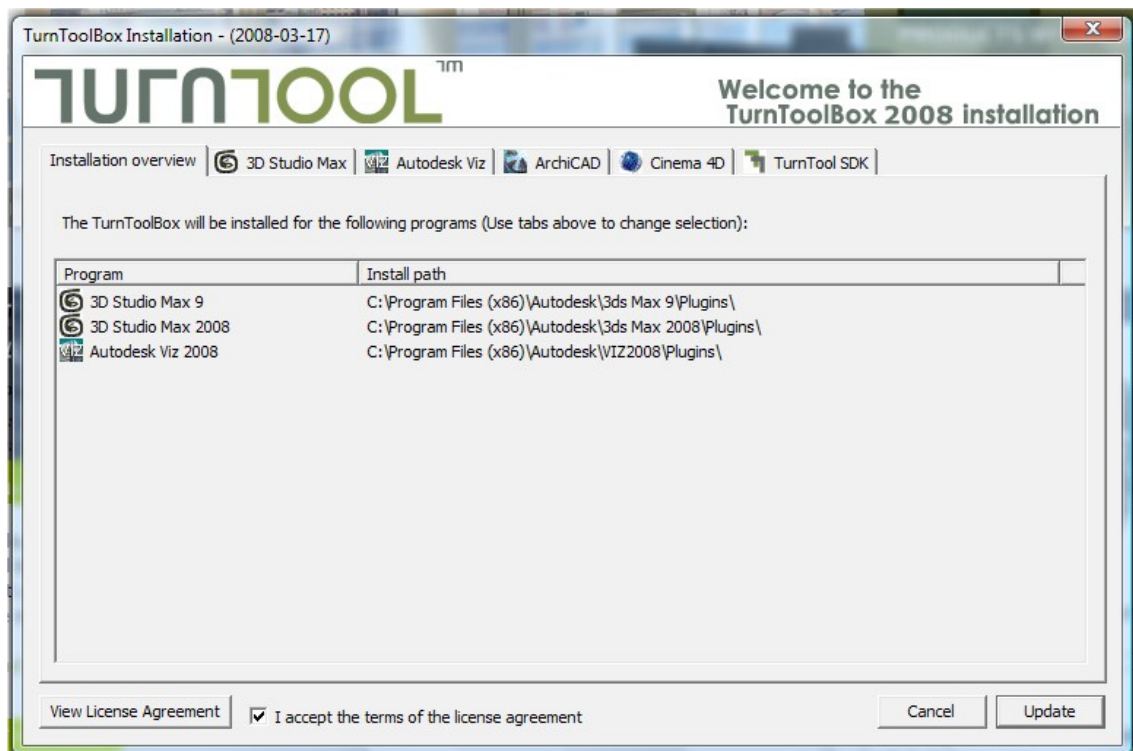 TurnToolBox Installation - (2008-03-17)
TURNTOOL™
Welcome to the
TurnToolBox 2008 installation
Installation overview 3D Studio Max Autodesk Viz ArchiCAD Cinema 4D TurnTool SDK
The TurnToolBox will be installed for the following programs (Use tabs above to change selection):
Program Install path
3D Studio Max 9 C:\Program Files (x86)\Autodesk\3ds Max 9\Plugins\
3D Studio Max 2008 C:\Program Files (x86)\Autodesk\3ds Max 2008\Plugins\
Autodesk Viz 2008 C:\Program Files (x86)\Autodesk\VIZ2008\Plugins\
View License Agreement I accept the terms of the license agreement Cancel Update